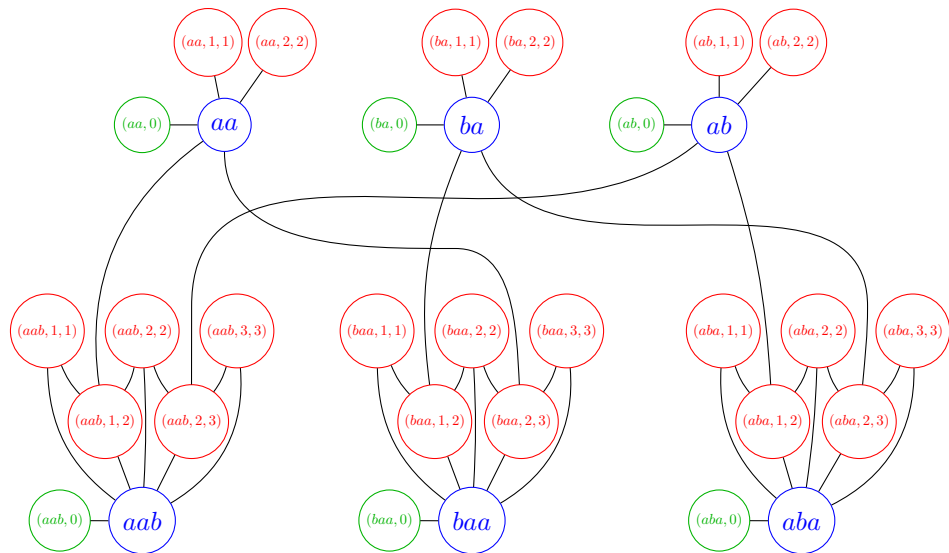 (aa, 1, 1) (aa, 2, 2) (ba, 1, 1) (ba, 2, 2) (ab, 1, 1) (ab, 2, 2)
(aa, 0) aa (ba, 0) ba (ab, 0) ab
(aab, 1, 1) (aab, 2, 2) (aab, 3, 3) (baa, 1, 1) (baa, 2, 2) (baa, 3, 3) (aba, 1, 1) (aba, 2, 2) (aba, 3, 3)
(aab, 1, 2) (aab, 2, 3) (baa, 1, 2) (baa, 2, 3) (aba, 1, 2) (aba, 2, 3)
(aab, 0) aab (baa, 0) baa (aba, 0) aba